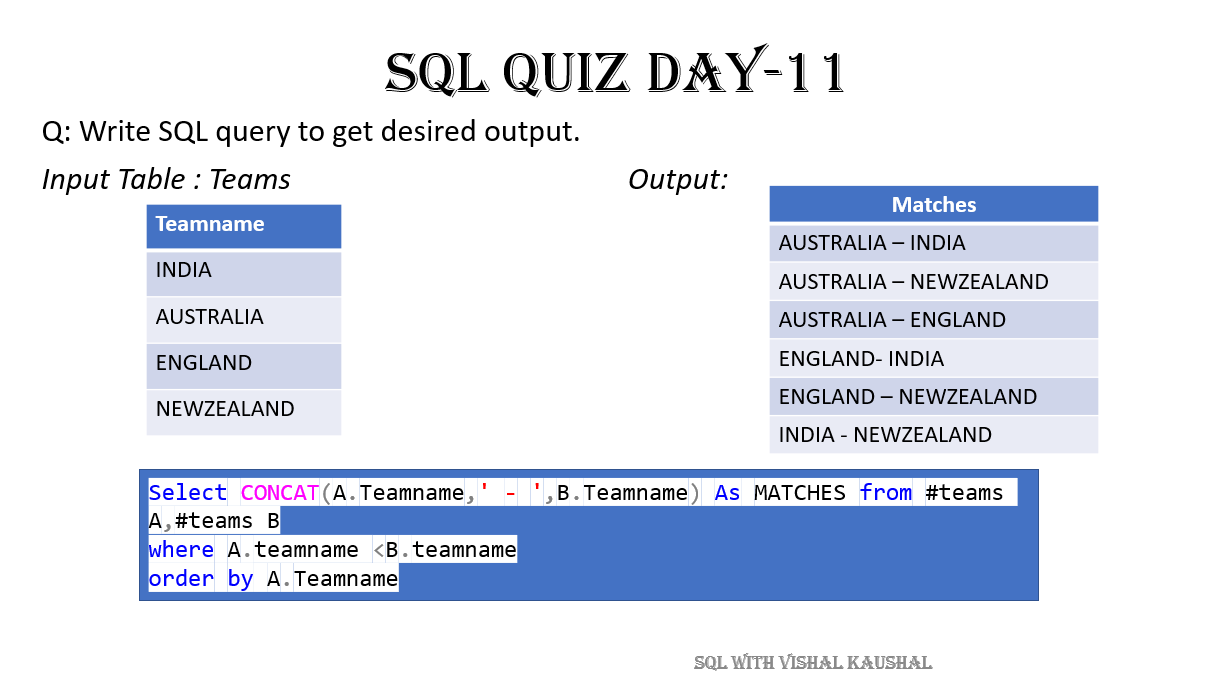 SQL QUIZ DAY-11
Q: Write SQL query to get desired output.
Input Table : Teams
Output:
Teamname
INDIA
AUSTRALIA
ENGLAND
NEWZEALAND
Matches
AUSTRALIA – INDIA
AUSTRALIA – NEWZEALAND
AUSTRALIA – ENGLAND
ENGLAND- INDIA
ENGLAND – NEWZEALAND
INDIA - NEWZEALAND
Select CONCAT(A.Teamname,' - ',B.Teamname) As MATCHES from #teams
A,#teams B
where A.teamname <B.teamname
order by A.Teamname
SQL WITH VISHAL KAUSHAL